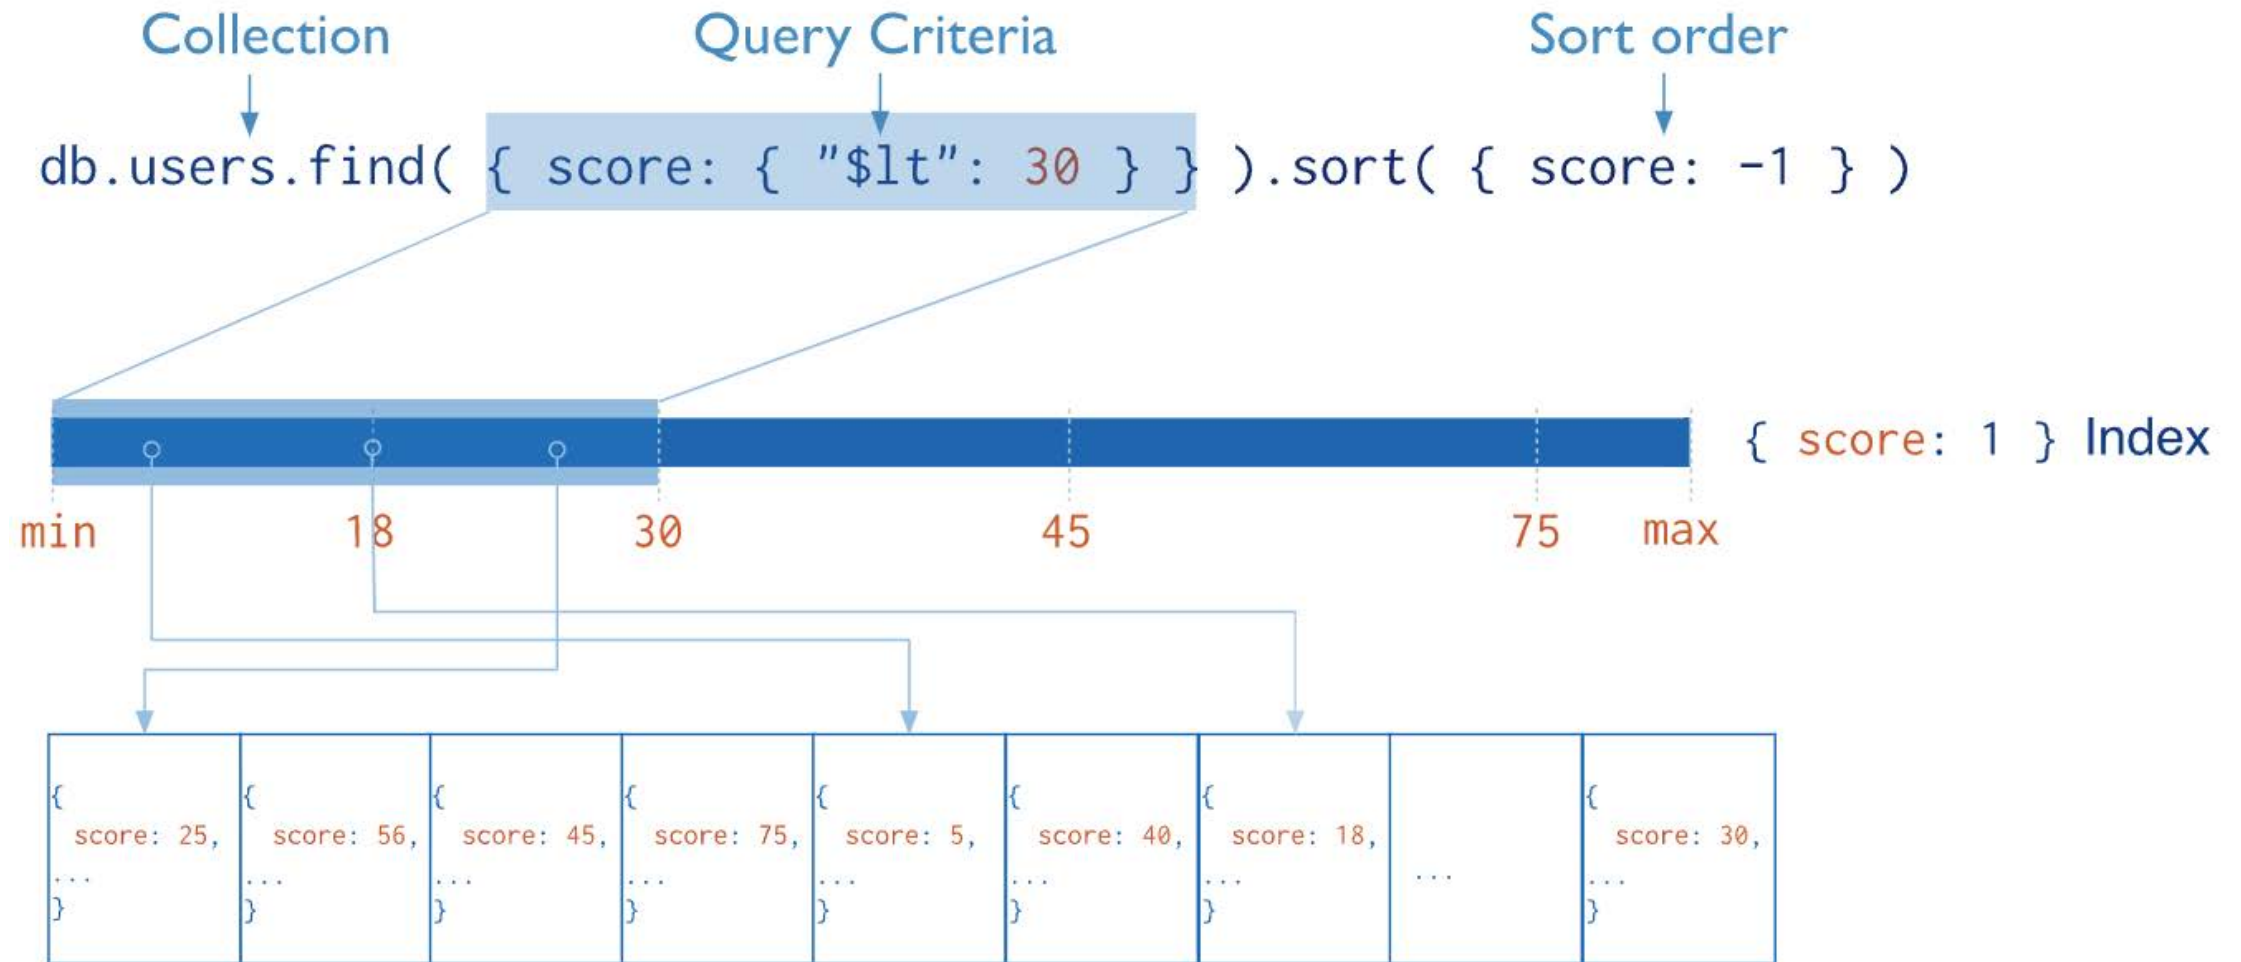 Collection Query Criteria Sort order
db.users.find( { score: { "$lt": 30 } } ).sort( { score: -1 } )
{ score: 1 } Index
min 18 30 45 75 max
{ { { { { { { {
score: 25, score: 56, score: 45, score: 75, score: 5, score: 40, score: 18, score: 30,
... ... ... ... ... ... ... ... ...
} } } } } } } }